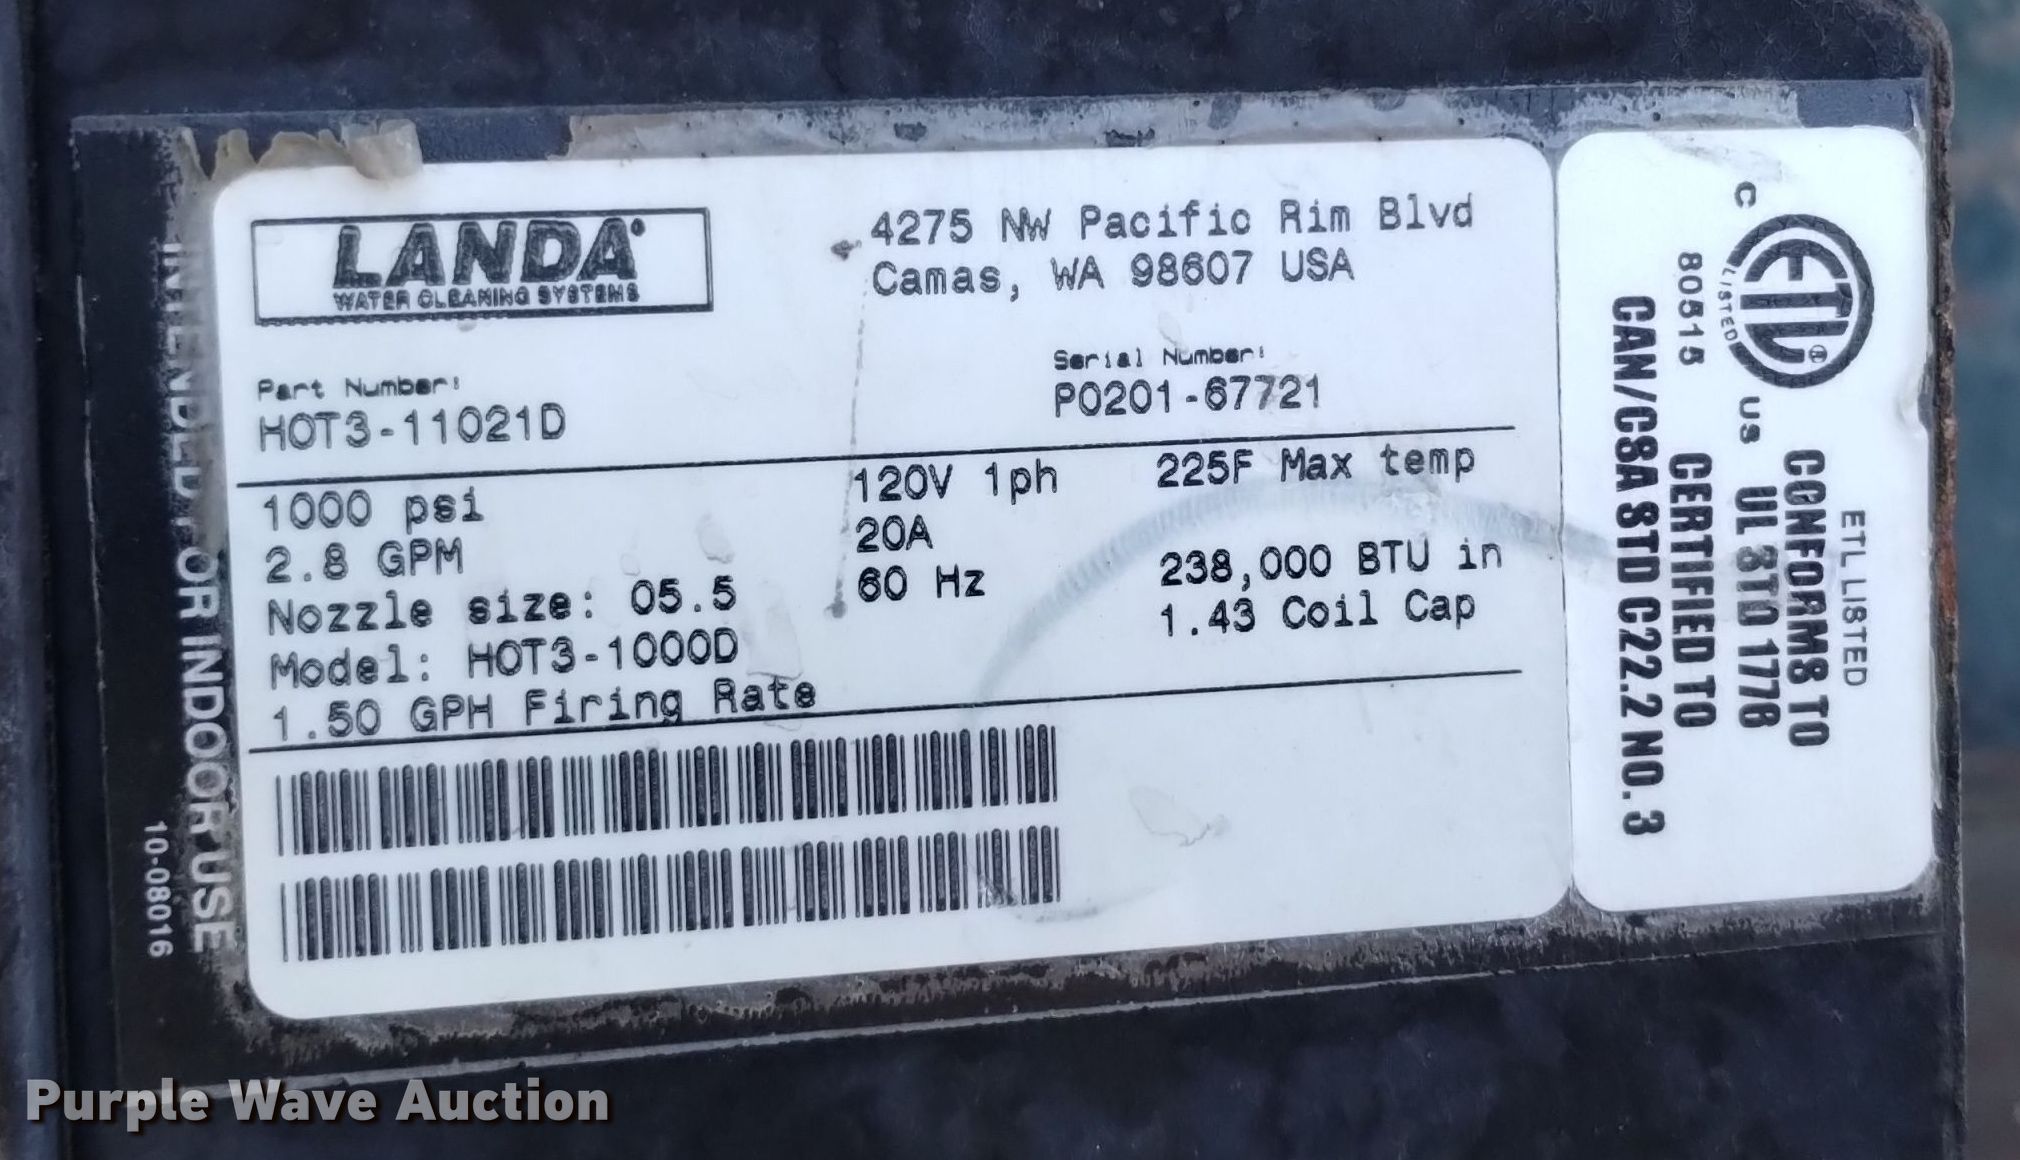 LANDA®
WATER CLEANING SYSTEMS
4275 NW Pacific Rim Blvd
Camas, WA 98607 USA
Part Number:
HOT3-11021D
Serial Number:
P0201-67721
1000 psi
2.8 GPM
Nozzle size: 05.5
Model: HOT3-1000D
1.50 GPH Firing Rate
120V 1ph
20A
60 Hz
225F Max temp
238,000 BTU in
1.43 Coil Cap
C ETL ® US
LISTED
80515
ETL LISTED
CONFORMS TO
UL STD 1776
CERTIFIED TO
CAN/CSA STD C22.2 NO. 3
INTENDED FOR INDOOR USE
10-08016
Purple Wave Auction